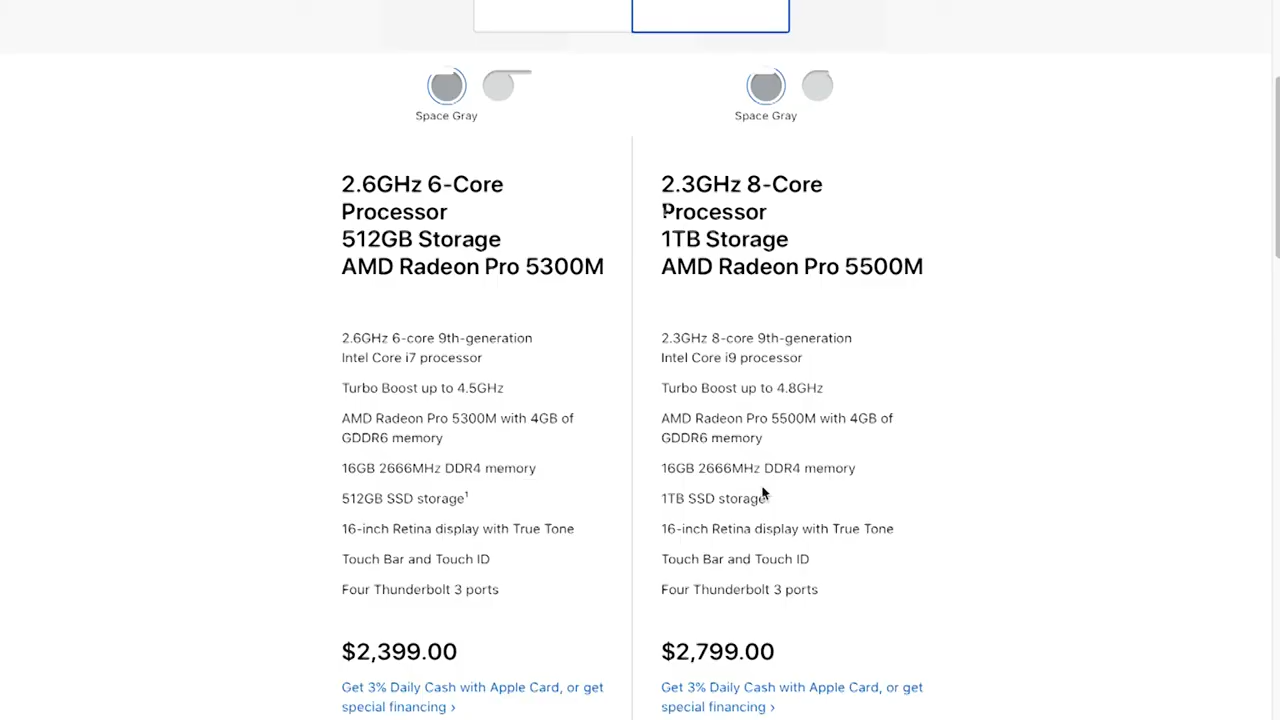 Space Gray
Space Gray
2.6GHz 6-Core
Processor
512GB Storage
AMD Radeon Pro 5300M
2.6GHz 6-core 9th-generation
Intel Core i7 processor
Turbo Boost up to 4.5GHz
AMD Radeon Pro 5300M with 4GB of
GDDR6 memory
16GB 2666MHz DDR4 memory
512GB SSD storage¹
16-inch Retina display with True Tone
Touch Bar and Touch ID
Four Thunderbolt 3 ports
$2,399.00
Get 3% Daily Cash with Apple Card, or get
special financing ›
2.3GHz 8-Core
Processor
1TB Storage
AMD Radeon Pro 5500M
2.3GHz 8-core 9th-generation
Intel Core i9 processor
Turbo Boost up to 4.8GHz
AMD Radeon Pro 5500M with 4GB of
GDDR6 memory
16GB 2666MHz DDR4 memory
1TB SSD storage
16-inch Retina display with True Tone
Touch Bar and Touch ID
Four Thunderbolt 3 ports
$2,799.00
Get 3% Daily Cash with Apple Card, or get
special financing ›